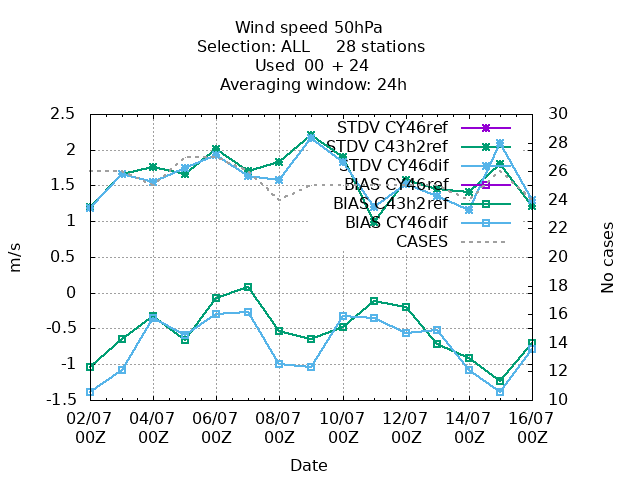 Wind speed 50hPa
Selection: ALL 28 stations
Used 00 + 24
Averaging window: 24h
2.5 30
STDV CY46ref
2 28
STDV C43h2ref
STDV CY46dif
1.5 26
BIAS CY46ref
1 24
BIAS C43h2ref
BIAS CY46dif
0.5 22
CASES
0 20
18
-0.5 16
-1 14
12
-1.5 10
m/s
No cases
02/07 04/07 06/07 08/07 10/07 12/07 14/07 16/07
00Z 00Z 00Z 00Z 00Z 00Z 00Z 00Z
Date